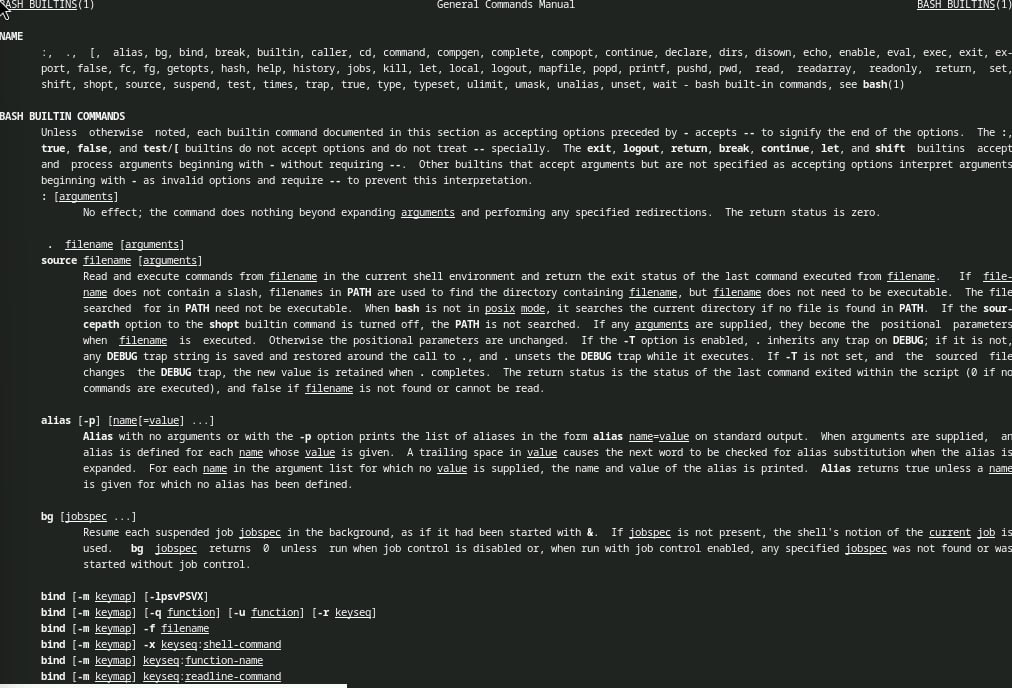 BASH BUILTINS(1) General Commands Manual BASH BUILTINS(1)
NAME
:, ., [, alias, bg, bind, break, builtin, caller, cd, command, compgen, complete, compopt, continue, declare, dirs, disown, echo, enable, eval, exec, exit, ex-
port, false, fc, fg, getopts, hash, help, history, jobs, kill, let, local, logout, mapfile, popd, printf, pushd, pwd, read, readarray, readonly, return, set,
shift, shopt, source, suspend, test, times, trap, true, type, typeset, ulimit, umask, unalias, unset, wait - bash built-in commands, see bash(1)
BASH BUILTIN COMMANDS
Unless otherwise noted, each builtin command documented in this section as accepting options preceded by - accepts -- to signify the end of the options. The :,
true, false, and test/[ builtins do not accept options and do not treat -- specially. The exit, logout, return, break, continue, let, and shift builtins accept
and process arguments beginning with - without requiring --. Other builtins that accept arguments but are not specified as accepting options interpret arguments
beginning with - as invalid options and require -- to prevent this interpretation.
: [arguments]
No effect; the command does nothing beyond expanding arguments and performing any specified redirections. The return status is zero.
. filename [arguments]
source filename [arguments]
Read and execute commands from filename in the current shell environment and return the exit status of the last command executed from filename. If file-
name does not contain a slash, filenames in PATH are used to find the directory containing filename, but filename does not need to be executable. The file
searched for in PATH need not be executable. When bash is not in posix mode, it searches the current directory if no file is found in PATH. If the sour-
cepath option to the shopt builtin command is turned off, the PATH is not searched. If any arguments are supplied, they become the positional parameters
when filename is executed. Otherwise the positional parameters are unchanged. If the -T option is enabled, . inherits any trap on DEBUG; if it is not,
any DEBUG trap string is saved and restored around the call to ., and . unsets the DEBUG trap while it executes. If -T is not set, and the sourced file
changes the DEBUG trap, the new value is retained when . completes. The return status is the status of the last command exited within the script (0 if no
commands are executed), and false if filename is not found or cannot be read.
alias [-p] [name[=value] ...]
Alias with no arguments or with the -p option prints the list of aliases in the form alias name=value on standard output. When arguments are supplied, an
alias is defined for each name whose value is given. A trailing space in value causes the next word to be checked for alias substitution when the alias is
expanded. For each name in the argument list for which no value is supplied, the name and value of the alias is printed. Alias returns true unless a name
is given for which no alias has been defined.
bg [jobspec ...]
Resume each suspended job jobspec in the background, as if it had been started with &. If jobspec is not present, the shell's notion of the current job is
used. bg jobspec returns 0 unless run when job control is disabled or, when run with job control enabled, any specified jobspec was not found or was
started without job control.
bind [-m keymap] [-lpsvPSVX]
bind [-m keymap] [-q function] [-u function] [-r keyseq]
bind [-m keymap] -f filename
bind [-m keymap] -x keyseq:shell-command
bind [-m keymap] keyseq:function-name
bind [-m keymap] keyseq:readline-command